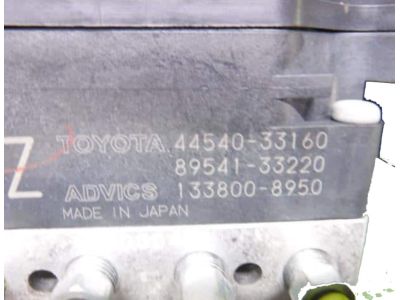 Z
TOYOTA 44540-33160
89541-33220
ADVICS 133800-8950
MADE IN JAPAN